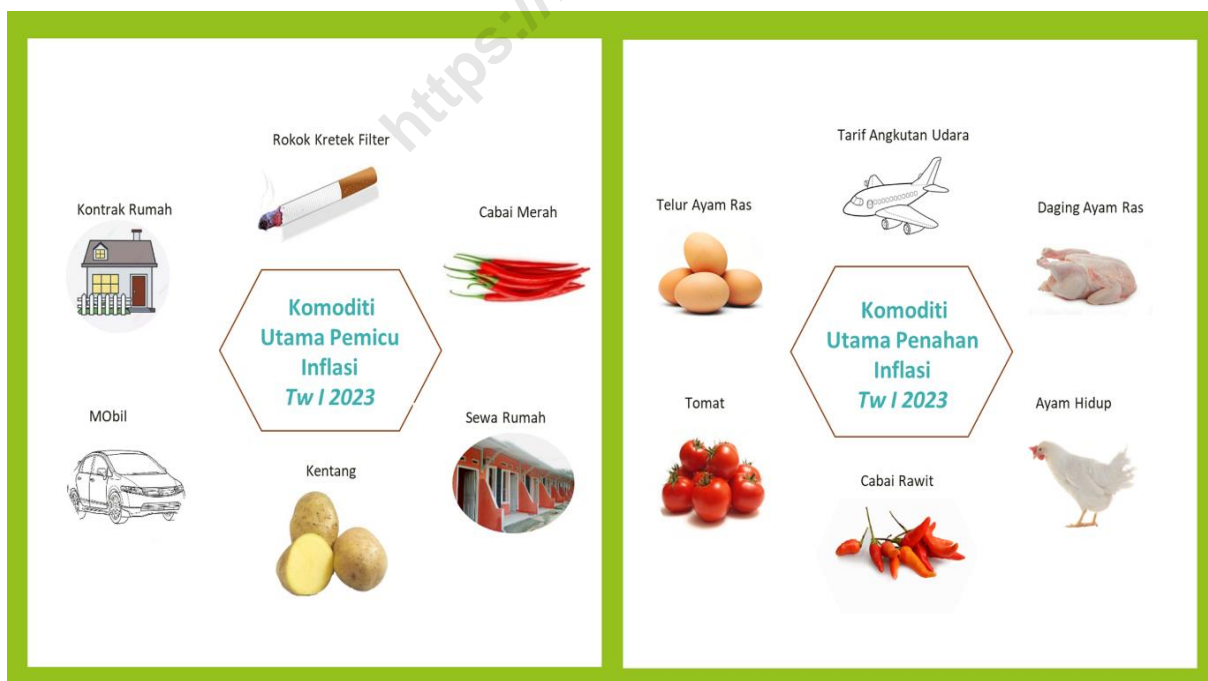 https://
Rokok Kretek Filter
Kontrak Rumah
Cabai Merah
Komoditi
Utama Pemicu
Inflasi
Tw I 2023
MObil
Sewa Rumah
Kentang
Tarif Angkutan Udara
Telur Ayam Ras
Daging Ayam Ras
Komoditi
Utama Penahan
Inflasi
Tw I 2023
Tomat
Ayam Hidup
Cabai Rawit